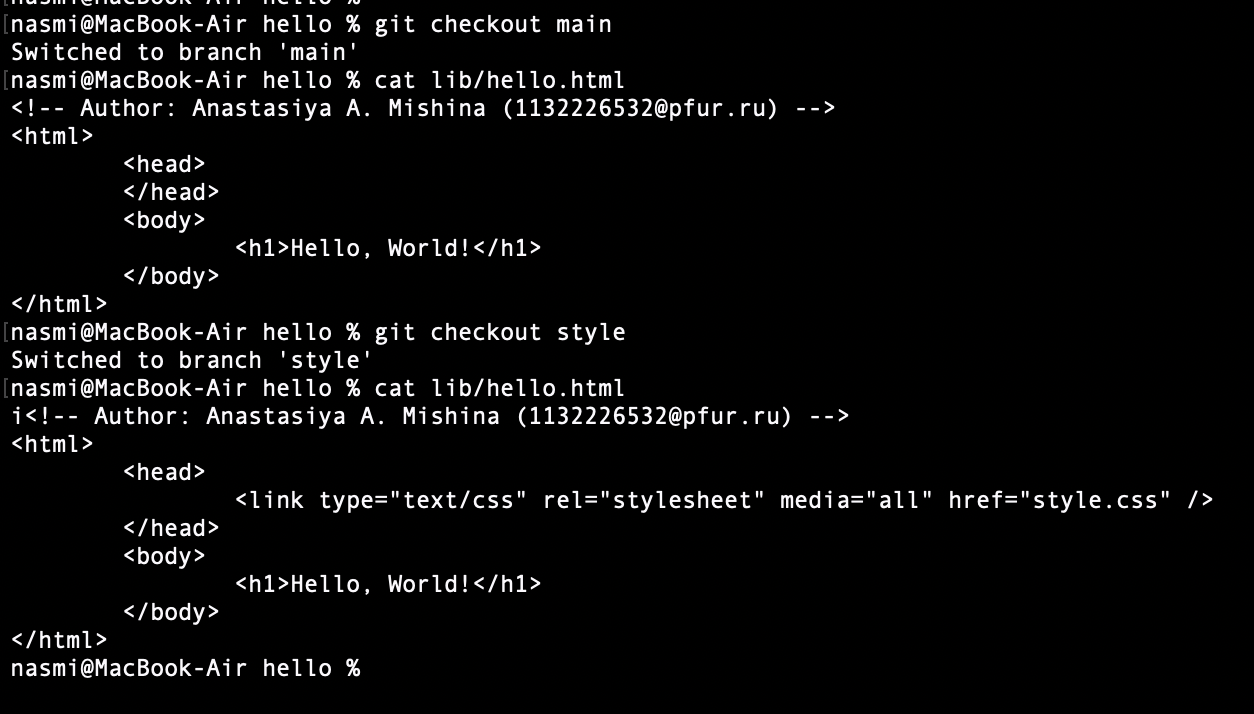 nasmi@MacBook-Air hello %
[nasmi@MacBook-Air hello % git checkout main
Switched to branch 'main'
[nasmi@MacBook-Air hello % cat lib/hello.html
<!-- Author: Anastasiya A. Mishina (1132226532@pfur.ru) -->
<html>
        <head>
        </head>
        <body>
                <h1>Hello, World!</h1>
        </body>
</html>
[nasmi@MacBook-Air hello % git checkout style
Switched to branch 'style'
[nasmi@MacBook-Air hello % cat lib/hello.html
i<!-- Author: Anastasiya A. Mishina (1132226532@pfur.ru) -->
<html>
        <head>
                <link type="text/css" rel="stylesheet" media="all" href="style.css" />
        </head>
        <body>
                <h1>Hello, World!</h1>
        </body>
</html>
nasmi@MacBook-Air hello %